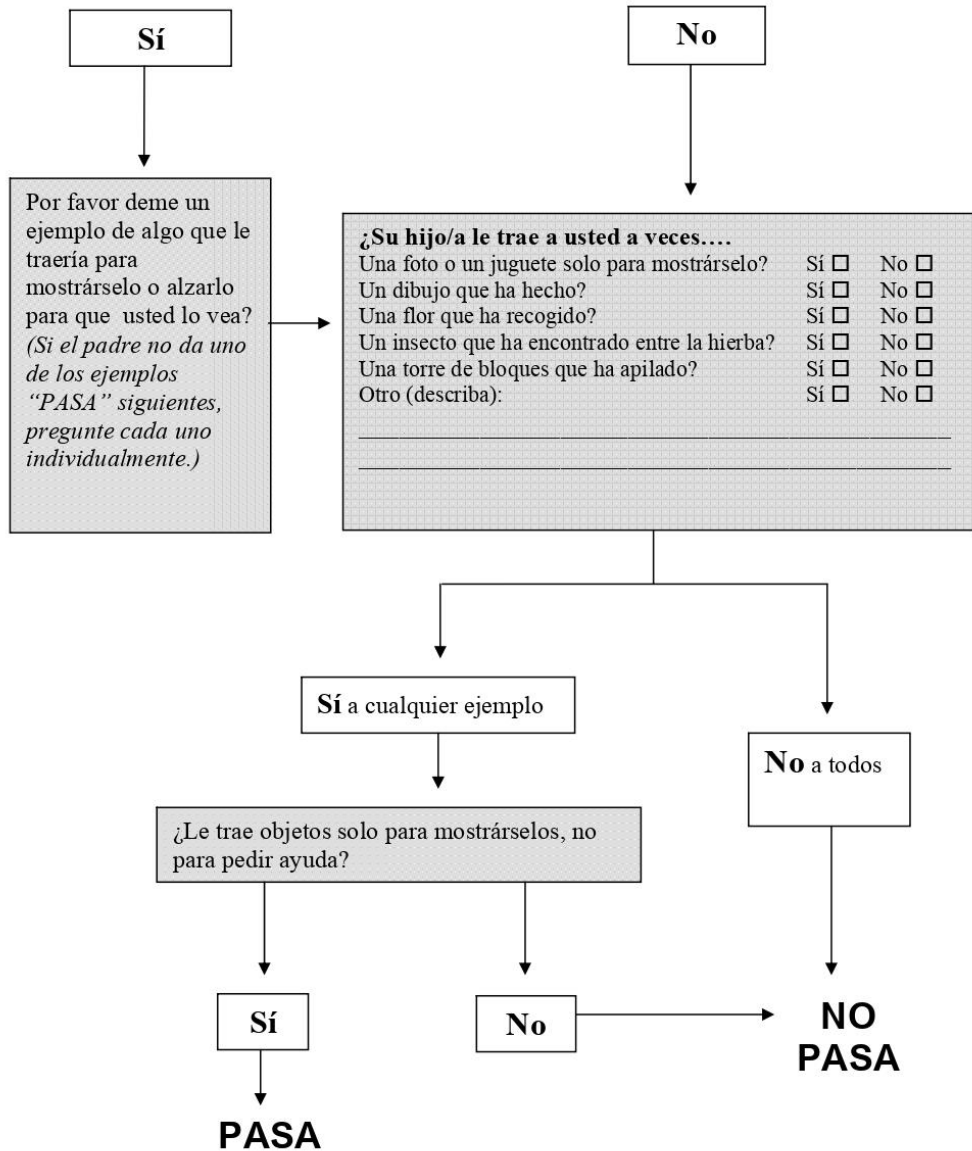 Sí
No
Por favor deme un
ejemplo de algo que le
traería para
mostrárselo o alzarlo
para que usted lo vea?
(Si el padre no da uno
de los ejemplos
“PASA” siguientes,
pregunte cada uno
individualmente.)
¿Su hijo/a le trae a usted a veces….
Una foto o un juguete solo para mostrárselo? Sí ☐ No ☐
Un dibujo que ha hecho? Sí ☐ No ☐
Una flor que ha recogido? Sí ☐ No ☐
Un insecto que ha encontrado entre la hierba? Sí ☐ No ☐
Una torre de bloques que ha apilado? Sí ☐ No ☐
Otro (describa): Sí ☐ No ☐
Sí a cualquier ejemplo
No a todos
¿Le trae objetos solo para mostrárselos, no
para pedir ayuda?
Sí
No
NO
PASA
PASA